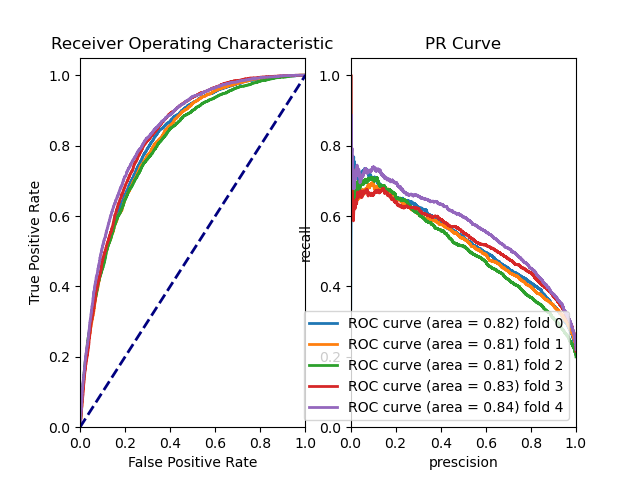 Receiver Operating Characteristic
PR Curve
1.0
0.8
0.6
0.4
0.2
0.0
True Positive Rate
0.0 0.2 0.4 0.6 0.8 1.0
False Positive Rate
1.0
0.8
0.6
0.4
0.2
0.0
recall
ROC curve (area = 0.82) fold 0
ROC curve (area = 0.81) fold 1
ROC curve (area = 0.81) fold 2
ROC curve (area = 0.83) fold 3
ROC curve (area = 0.84) fold 4
0.0 0.2 0.4 0.6 0.8 1.0
prescision